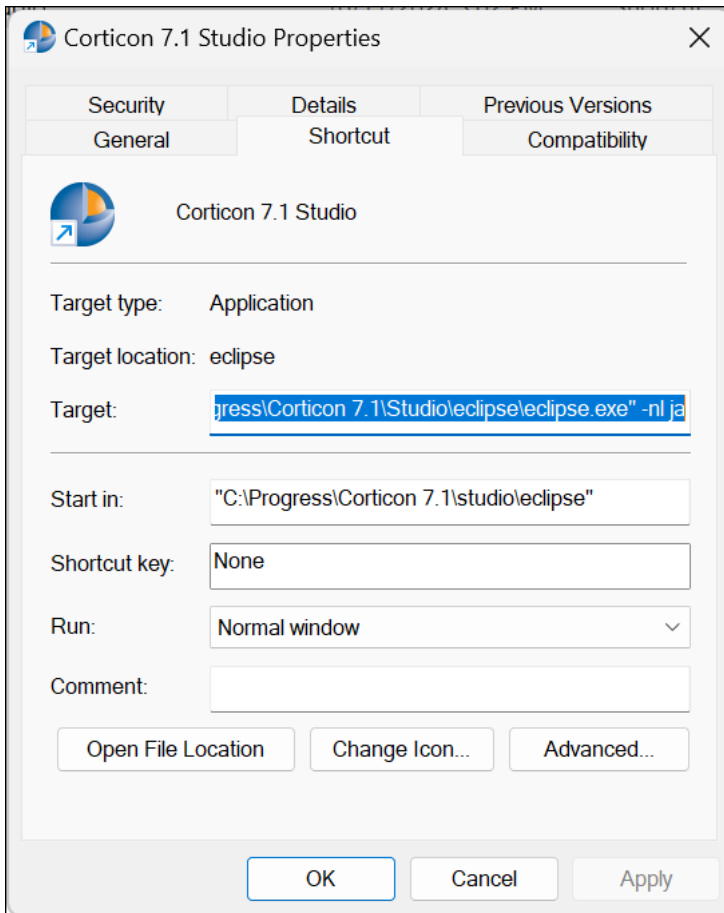 Corticon 7.1 Studio Properties
Security Details Previous Versions
General Shortcut Compatibility
Corticon 7.1 Studio
Target type: Application
Target location: eclipse
Target: gress\Corticon 7.1\Studio\eclipse\eclipse.exe" -nl ja
Start in: "C:\Progress\Corticon 7.1\studio\eclipse"
Shortcut key: None
Run: Normal window
Comment:
Open File Location Change Icon... Advanced...
OK Cancel Apply